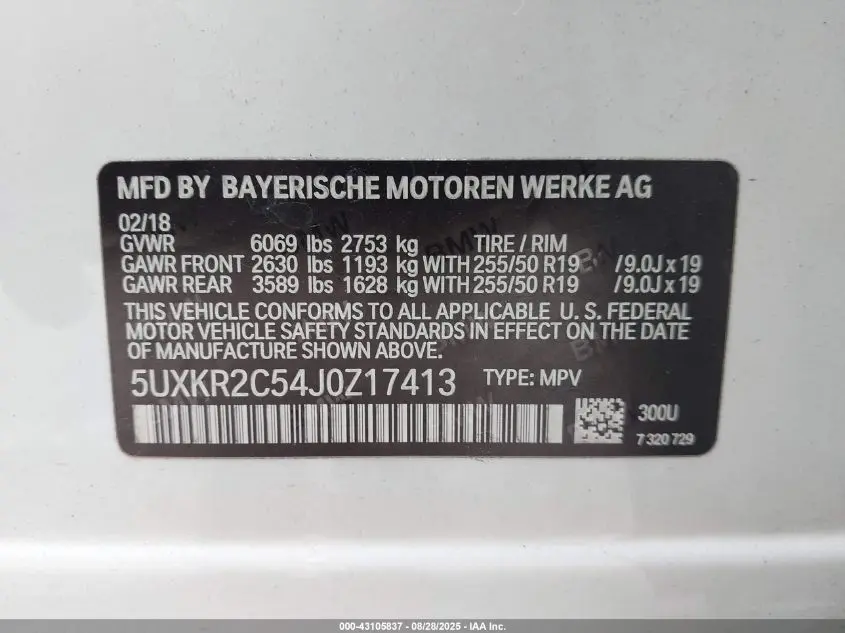 MFD BY BAYERISCHE MOTOREN WERKE AG
02/18
GVWR 6069 lbs 2753 kg TIRE / RIM
GAWR FRONT 2630 lbs 1193 kg WITH 255/50 R19 /9.0J x 19
GAWR REAR 3589 lbs 1628 kg WITH 255/50 R19 /9.0J x 19
THIS VEHICLE CONFORMS TO ALL APPLICABLE U. S. FEDERAL
MOTOR VEHICLE SAFETY STANDARDS IN EFFECT ON THE DATE
OF MANUFACTURE SHOWN ABOVE.
5UXKR2C54J0Z17413 TYPE: MPV
300U
7 320 729
000-43105837 | 08/28/2025 - IAA Inc.